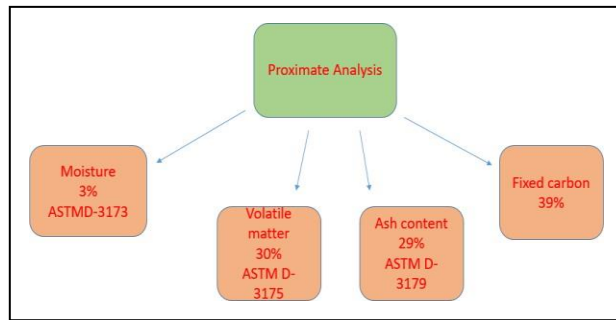 Proximate Analysis
Moisture
3%
ASTMD-3173
Volatile
matter
30%
ASTM D-
3175
Ash content
29%
ASTM D-
3179
Fixed carbon
39%